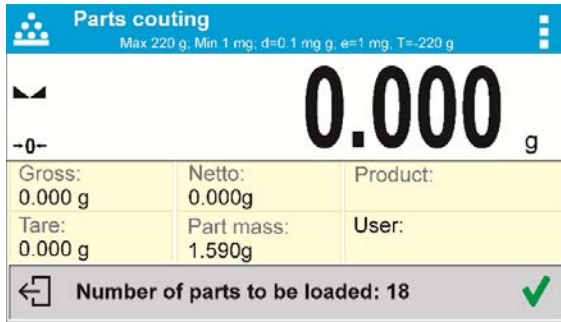 Parts couting
Max 220 g; Min 1 mg; d=0.1 mg g, e=1 mg, T=-220 g
0.000 g
→0←
Gross:
0.000 g
Netto:
0.000g
Product:
Tare:
0.000 g
Part mass:
1.590g
User:
Number of parts to be loaded: 18